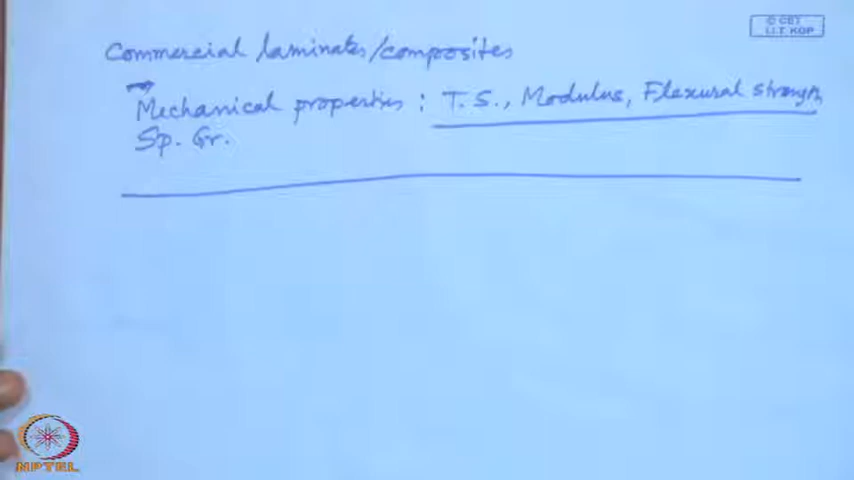 © CET
I.I.T. KGP
Commercial laminates/composites
Mechanical properties : T.S., Modulus, Flexural strength,
Sp. Gr.
NPTEL